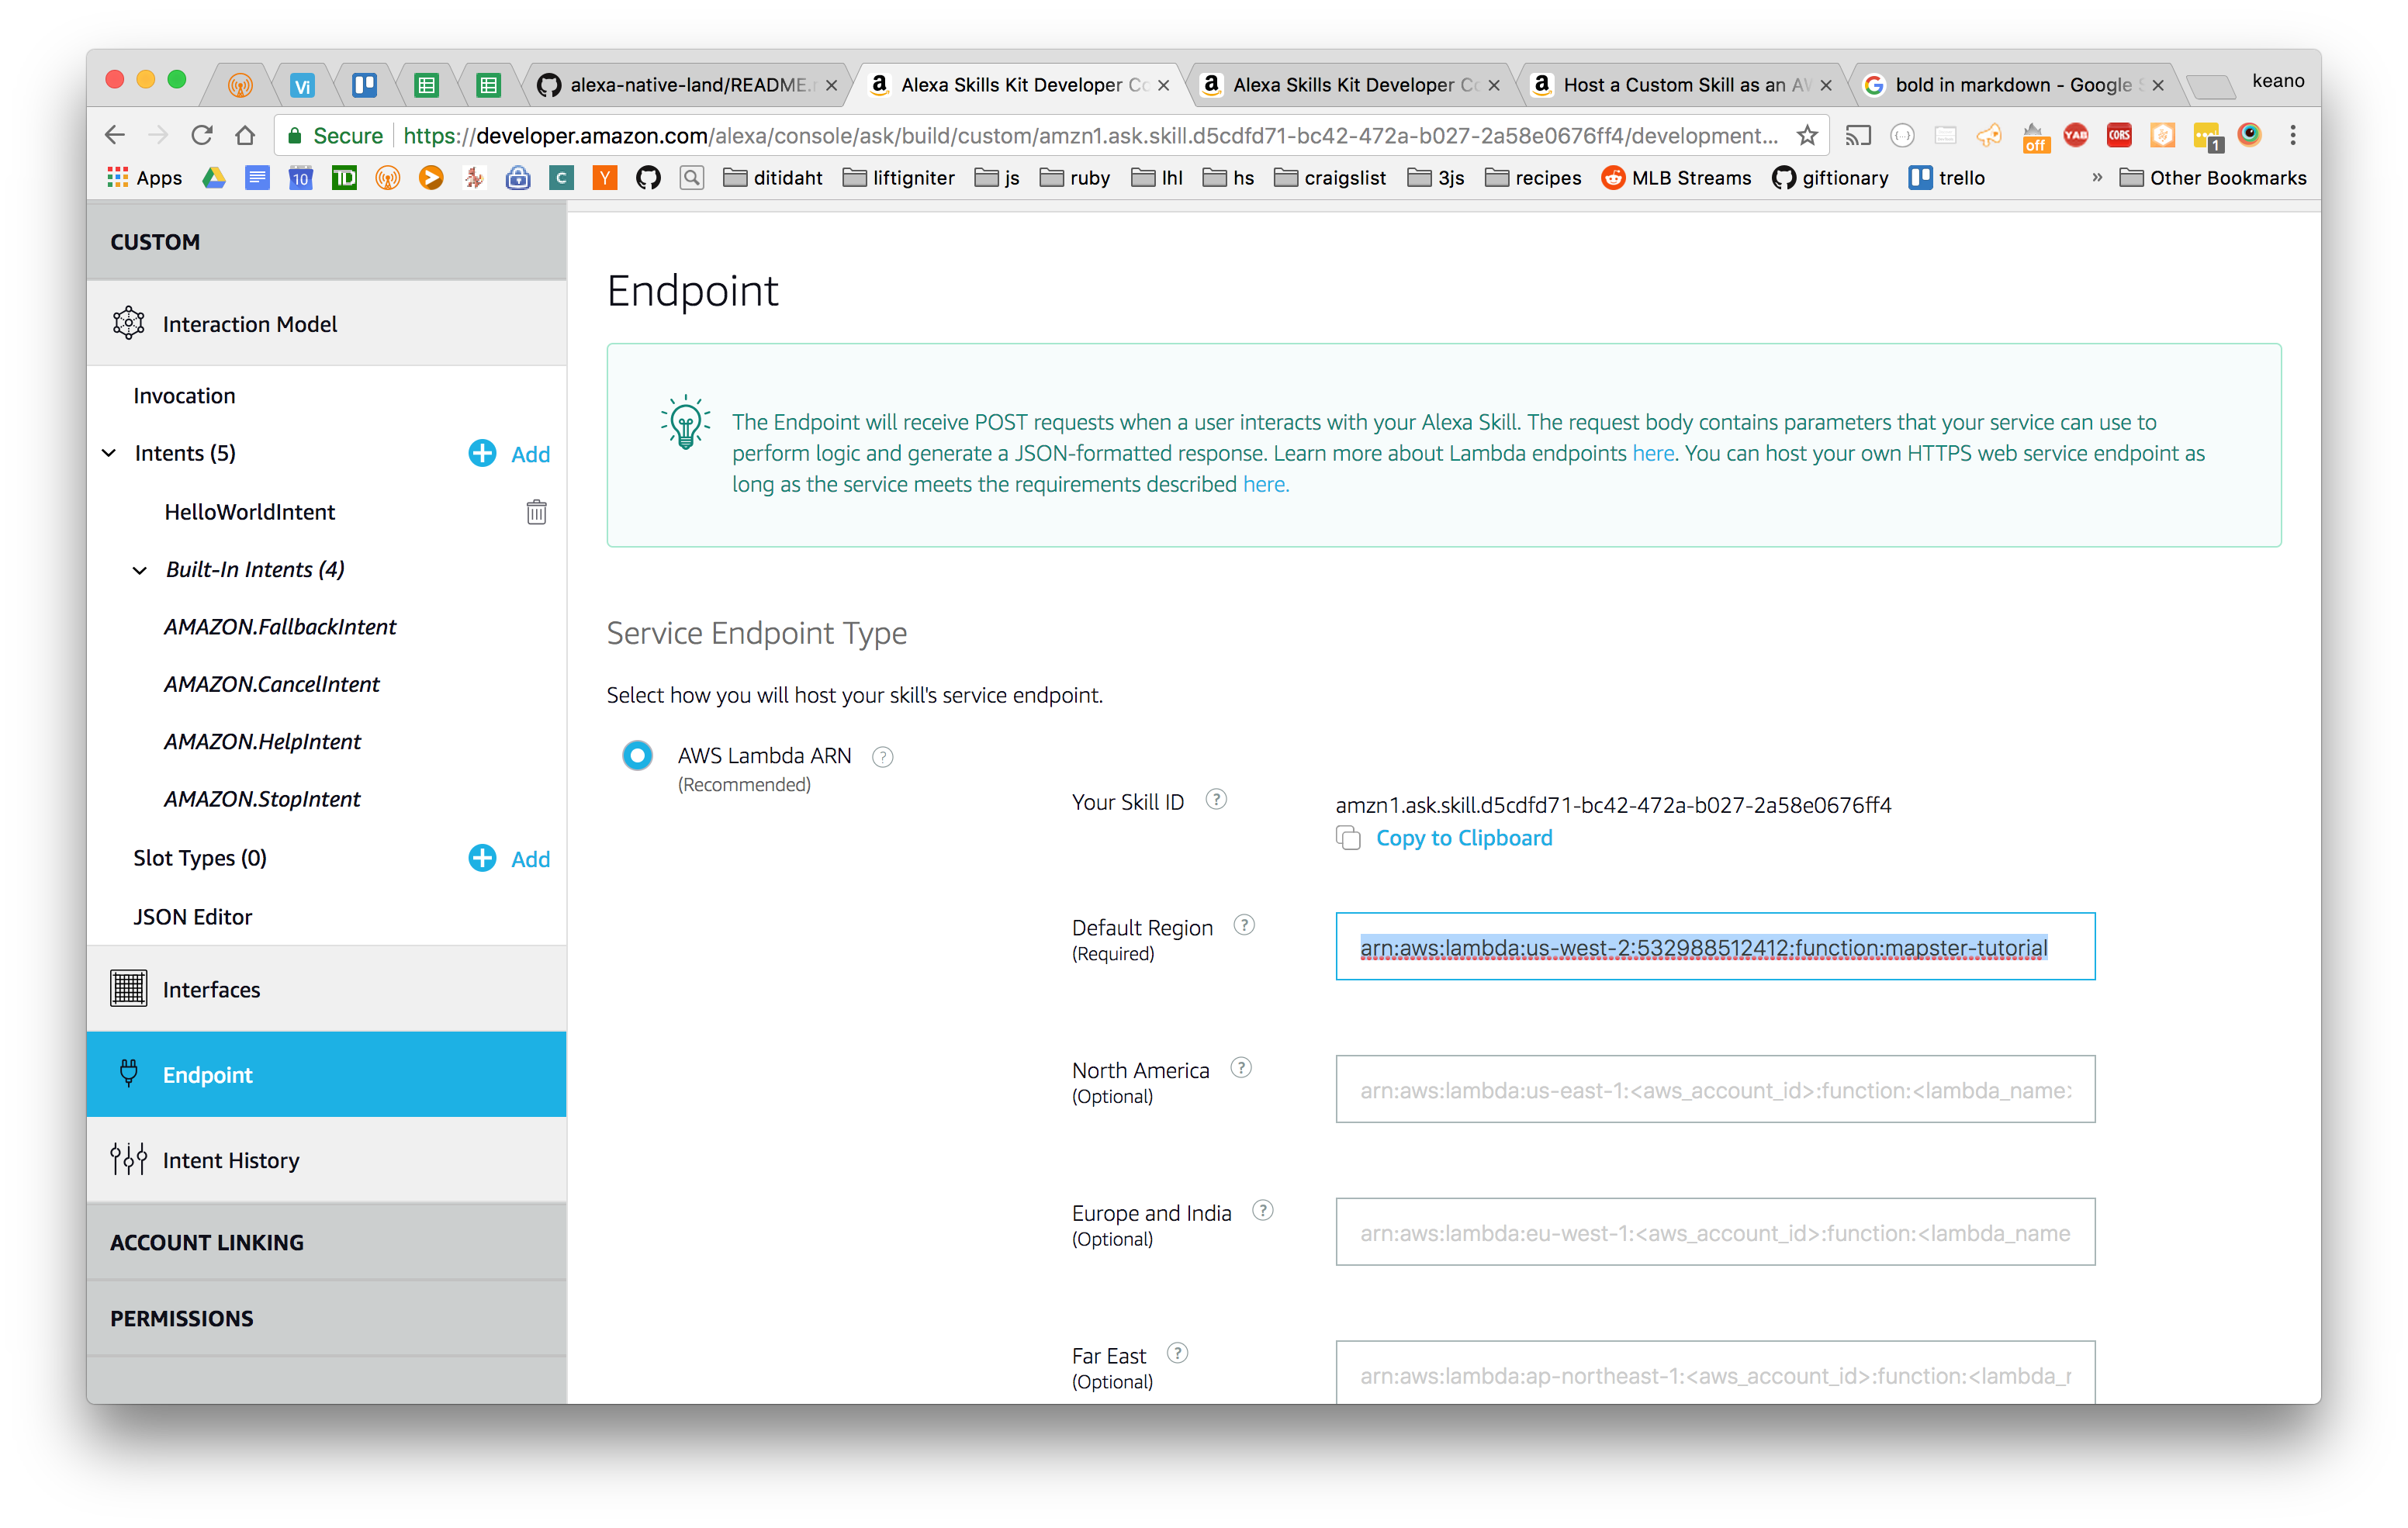 alexa-native-land/README.r
Alexa Skills Kit Developer Co
Alexa Skills Kit Developer Co
Host a Custom Skill as an AW
bold in markdown - Google S
keano
Secure
https://developer.amazon.com/alexa/console/ask/build/custom/amzn1.ask.skill.d5cdfd71-bc42-472a-b027-2a58e0676ff4/development...
off
YAB
CORS
1
Apps
10
TD
C
Y
ditidaht
liftigniter
js
ruby
lhl
hs
craigslist
3js
recipes
MLB Streams
giftionary
trello
»
Other Bookmarks
CUSTOM
Interaction Model
Invocation
Intents (5)
Add
HelloWorldIntent
Built-In Intents (4)
AMAZON.FallbackIntent
AMAZON.CancelIntent
AMAZON.HelpIntent
AMAZON.StopIntent
Slot Types (0)
Add
JSON Editor
Interfaces
Endpoint
Intent History
ACCOUNT LINKING
PERMISSIONS
Endpoint
The Endpoint will receive POST requests when a user interacts with your Alexa Skill. The request body contains parameters that your service can use to
perform logic and generate a JSON-formatted response. Learn more about Lambda endpoints here. You can host your own HTTPS web service endpoint as
long as the service meets the requirements described here.
Service Endpoint Type
Select how you will host your skill's service endpoint.
AWS Lambda ARN ?
(Recommended)
Your Skill ID ?
amzn1.ask.skill.d5cdfd71-bc42-472a-b027-2a58e0676ff4
Copy to Clipboard
Default Region ?
(Required)
arn:aws:lambda:us-west-2:532988512412:function:mapster-tutorial
North America ?
(Optional)
arn:aws:lambda:us-east-1:<aws_account_id>:function:<lambda_name>
Europe and India ?
(Optional)
arn:aws:lambda:eu-west-1:<aws_account_id>:function:<lambda_name
Far East ?
(Optional)
arn:aws:lambda:ap-northeast-1:<aws_account_id>:function:<lambda_r